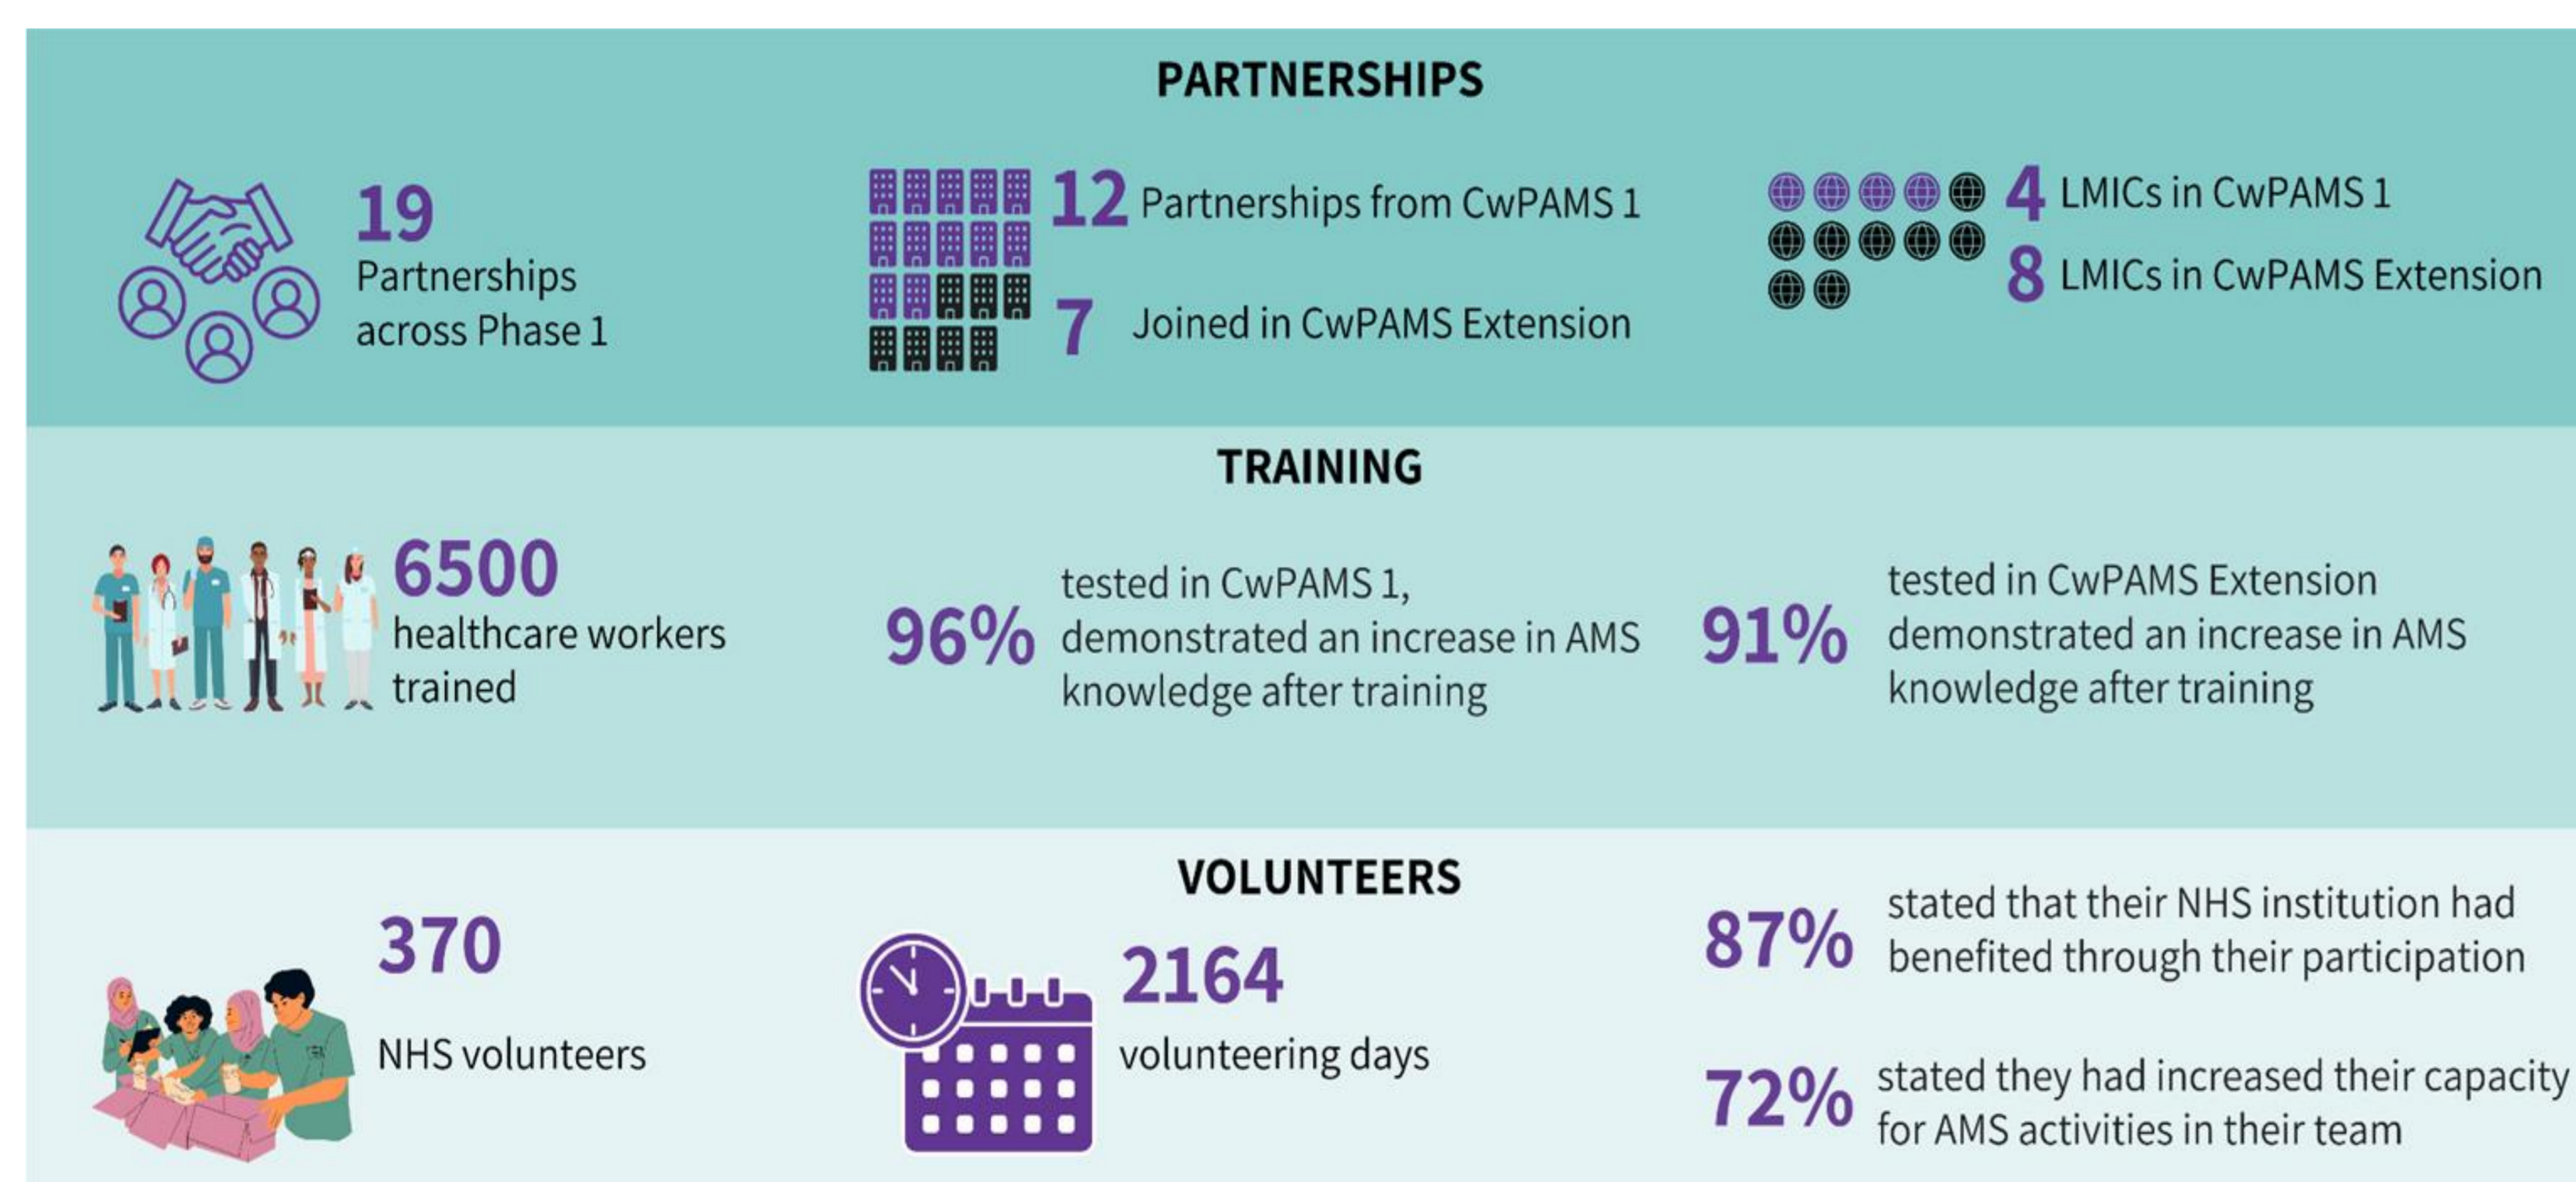 PARTNERSHIPS
19
Partnerships
across Phase 1
12 Partnerships from CwPAMS 1
7 Joined in CwPAMS Extension
4 LMICs in CwPAMS 1
8 LMICs in CwPAMS Extension
TRAINING
6500
healthcare workers
trained
96%
tested in CwPAMS 1,
demonstrated an increase in AMS
knowledge after training
91%
tested in CwPAMS Extension
demonstrated an increase in AMS
knowledge after training
VOLUNTEERS
370
NHS volunteers
2164
volunteering days
87%
stated that their NHS institution had
benefited through their participation
72%
stated they had increased their capacity
for AMS activities in their team